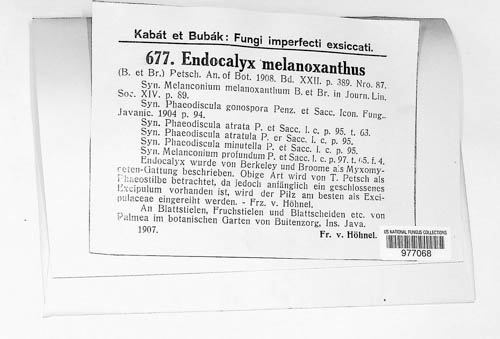 Kabát et Bubák: Fungi imperfecti exsiccati.
677. Endocalyx melanoxanthus
(B. et Br.) Petsch. An. of Bot. 1908. Bd. XXII. p. 389. Nro. 87.
Syn. Melanconium melanoxanthum B. et Br. in Journ. Lin.
Soc. XIV. p. 89.
Syn. Phaeodiscula gonospora Penz. et Sacc. Icon. Fung.
Javanic. 1904 p. 94.
Syn. Phaeodiscula atrata P. et Sacc. l. c. p. 95. t. 63.
Syn. Phaeodiscula atratula P. et Sacc. l. c. p. 95.
Syn. Phaeodiscula minutella P. et Sacc. l. c. p. 95.
Syn. Melanconium profundum P. et Sacc. l. c. p. 97. t. 65. f. 4.
Endocalyx wurde von Berkeley und Broome als Myxomy-
ceten-Gattung beschrieben. Obige Art wird von T. Petsch als
Phaeostilbe betrachtet, da jedoch anfänglich ein geschlossenes
Excipulum vorhanden ist, wird der Pilz am besten als Exci-
pulaceae eingereiht werden. - Frz. v. Höhnel.
An Blattstielen, Fruchstielen und Blattscheiden etc. von
Palmea im botanischen Garten von Buitenzorg, Ins. Java.
1907. Fr. v. Höhnel.
US NATIONAL FUNGUS COLLECTIONS
977068